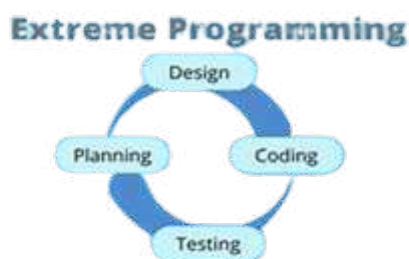 Extreme Programming
Design
Planning
Coding
Testing